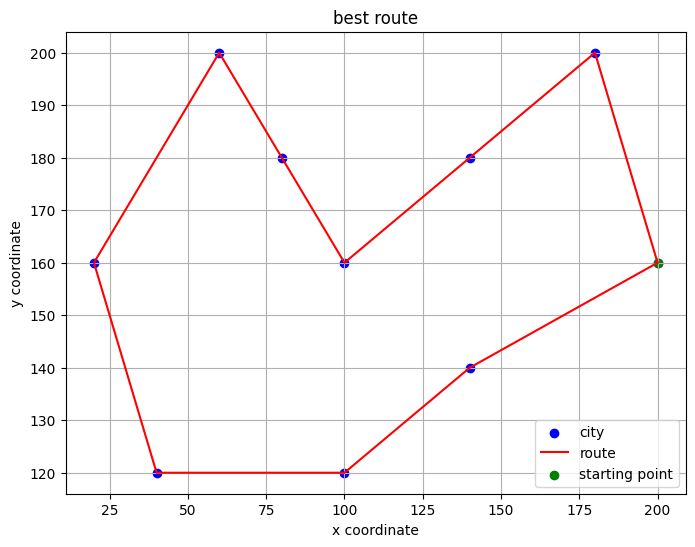 best route
y coordinate
200
190
180
170
160
150
140
130
120
25
50
75
100
125
150
175
200
x coordinate
city
route
starting point